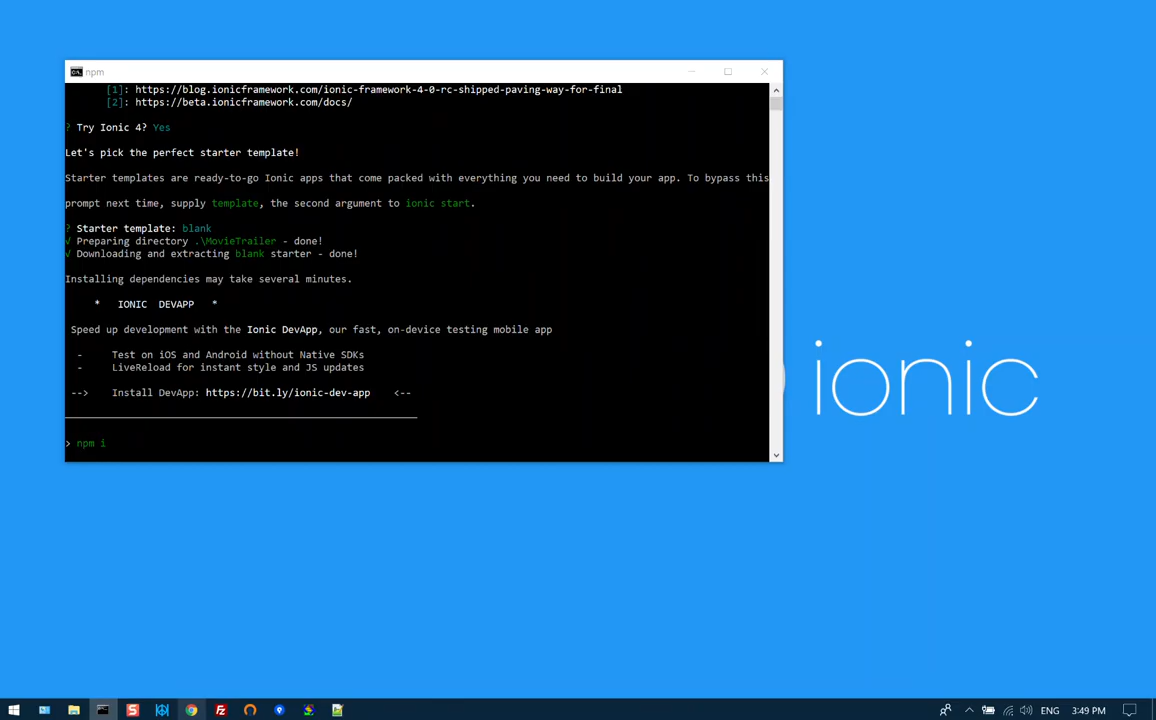 npm
[1]: https://blog.ionicframework.com/ionic-framework-4-0-rc-shipped-paving-way-for-final
[2]: https://beta.ionicframework.com/docs/
? Try Ionic 4? Yes
Let's pick the perfect starter template!
Starter templates are ready-to-go Ionic apps that come packed with everything you need to build your app. To bypass this
prompt next time, supply template, the second argument to ionic start.
? Starter template: blank
√ Preparing directory .\MovieTrailer - done!
√ Downloading and extracting blank starter - done!
Installing dependencies may take several minutes.
* IONIC DEVAPP *
Speed up development with the Ionic DevApp, our fast, on-device testing mobile app
- Test on iOS and Android without Native SDKs
- LiveReload for instant style and JS updates
--> Install DevApp: https://bit.ly/ionic-dev-app <--
> npm i
ionic
ENG
3:49 PM